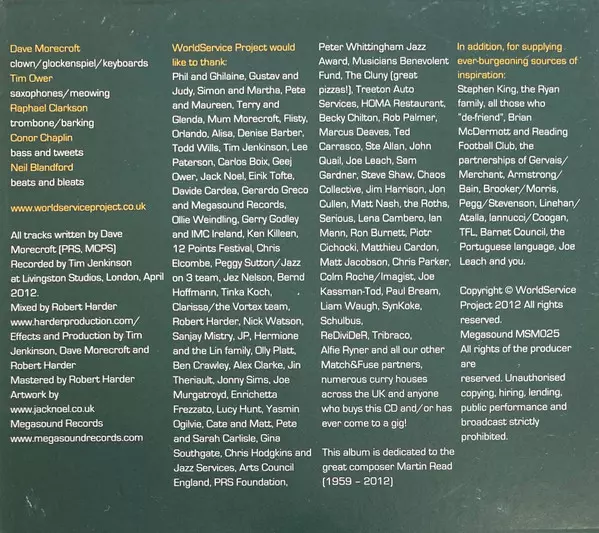 Dave Morecroft
clown/glockenspiel/keyboards
Tim Ower
saxophones/meowing
Raphael Clarkson
trombone/barking
Conor Chaplin
bass and tweets
Neil Blandford
beats and bleats
www.worldserviceproject.co.uk
All tracks written by Dave
Morecroft (PRS, MCPS)
Recorded by Tim Jenkinson
at Livingston Studios, London, April
2012.
Mixed by Robert Harder
www.harderproduction.com/
Effects and Production by Tim
Jenkinson, Dave Morecroft and
Robert Harder
Mastered by Robert Harder
Artwork by
www.jacknoel.co.uk
Megasound Records
www.megasoundrecords.com
WorldService Project would
like to thank:
Phil and Ghilaine, Gustav and
Judy, Simon and Martha, Pete
and Maureen, Terry and
Glenda, Mum Morecroft, Flisty,
Orlando, Alisa, Denise Barber,
Todd Wills, Tim Jenkinson, Lee
Paterson, Carlos Boix, Geej
Ower, Jack Noel, Eirik Tofte,
Davide Cardea, Gerardo Greco
and Megasound Records,
Ollie Weindling, Gerry Godley
and IMC Ireland, Ken Killeen,
12 Points Festival, Chris
Elcombe, Peggy Sutton/Jazz
on 3 team, Jez Nelson, Bernd
Hoffmann, Tinka Koch,
Clarissa/the Vortex team,
Robert Harder, Nick Watson,
Sanjay Mistry, JP, Hermione
and the Lin family, Olly Platt,
Ben Crawley, Alex Clarke, Jin
Theriault, Jonny Sims, Joe
Murgatroyd, Enrichetta
Frezzato, Lucy Hunt, Yasmin
Ogilvie, Cate and Matt, Pete
and Sarah Carlisle, Gina
Southgate, Chris Hodgkins and
Jazz Services, Arts Council
England, PRS Foundation,
Peter Whittingham Jazz
Award, Musicians Benevolent
Fund, The Cluny (great
pizzas!), Treeton Auto
Services, HOMA Restaurant,
Becky Chilton, Rob Palmer,
Marcus Deaves, Ted
Carrasco, Ste Allan, John
Quail, Joe Leach, Sam
Gardner, Steve Shaw, Chaos
Collective, Jim Harrison, Jon
Cullen, Matt Nash, the Roths,
Serious, Lena Cambero, Ian
Mann, Ron Burnett, Piotr
Cichocki, Matthieu Cardon,
Matt Jacobson, Chris Parker,
Colm Roche/Imagist, Joe
Kassman-Tod, Paul Bream,
Liam Waugh, SynKoke,
Schulbus,
ReDiviDeR, Tribraco,
Alfie Ryner and all our other
Match&Fuse partners,
numerous curry houses
across the UK and anyone
who buys this CD and/or has
ever come to a gig!
This album is dedicated to the
great composer Martin Read
(1959 - 2012)
In addition, for supplying
ever-burgeoning sources of
inspiration:
Stephen King, the Ryan
family, all those who
"de-friend", Brian
McDermott and Reading
Football Club, the
partnerships of Gervais/
Merchant, Armstrong/
Bain, Brooker/Morris,
Pegg/Stevenson, Linehan/
Atalla, Iannucci/Coogan,
TFL, Barnet Council, the
Portuguese language, Joe
Leach and you.
Copyright © WorldService
Project 2012 All rights
reserved.
Megasound MSM025
All rights of the producer
are
reserved. Unauthorised
copying, hiring, lending,
public performance and
broadcast strictly
prohibited.